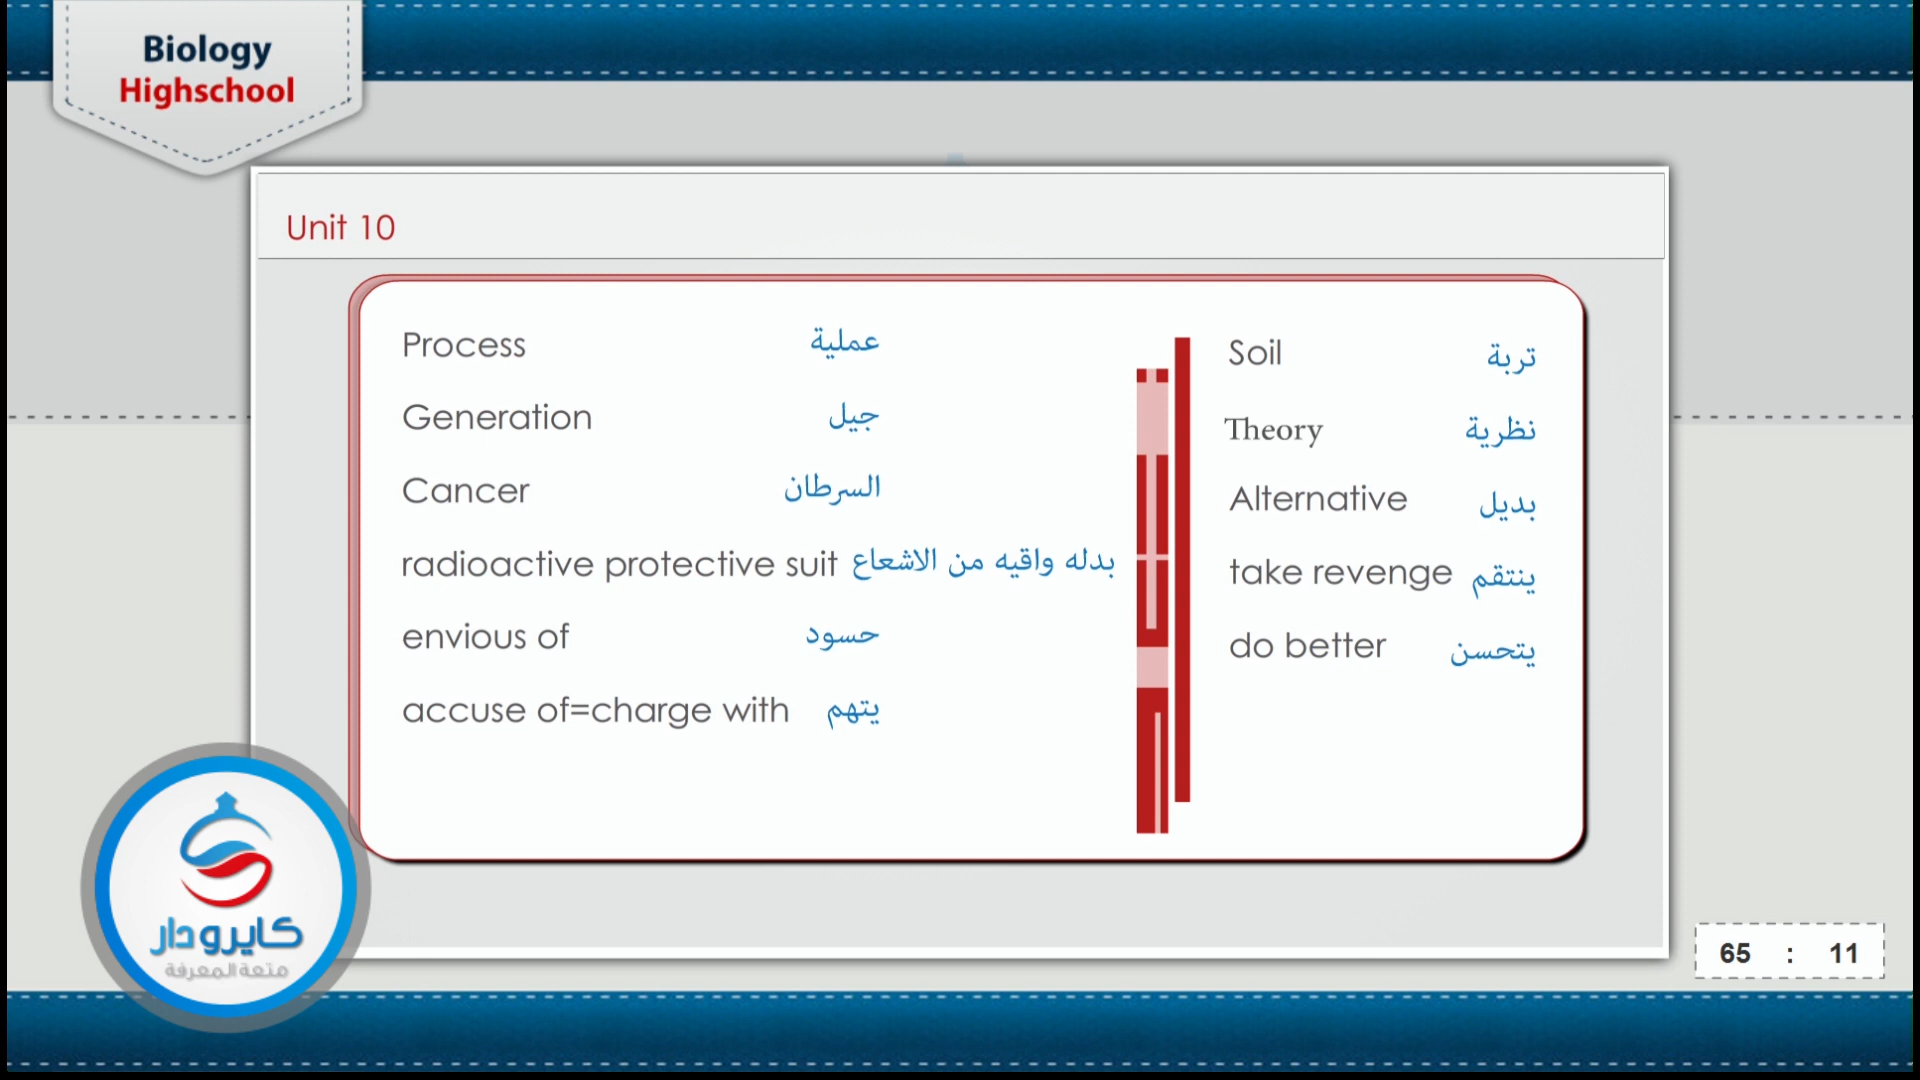 Biology
Highschool
Unit 10
Process عملية
Generation جيل
Cancer السرطان
radioactive protective suit بدله واقيه من الاشعاع
envious of حسود
accuse of=charge with يتهم
Soil تربة
Theory نظرية
Alternative بديل
take revenge ينتقم
do better يتحسن
كايرودار
متعة المعرفة
65 : 11